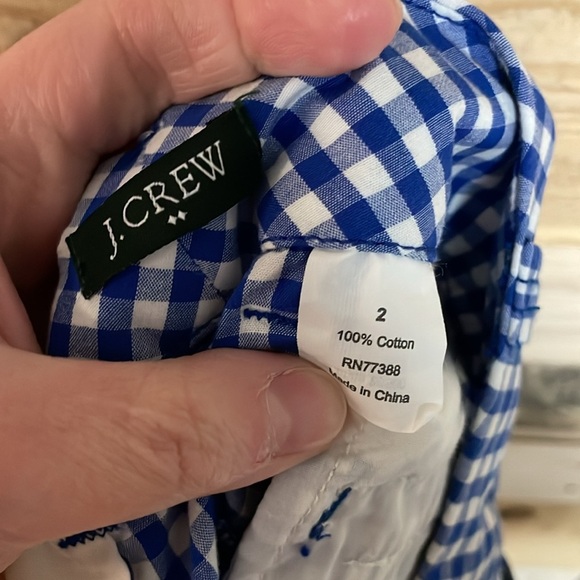 J.CREW
2
100% Cotton
RN77388
Made in China